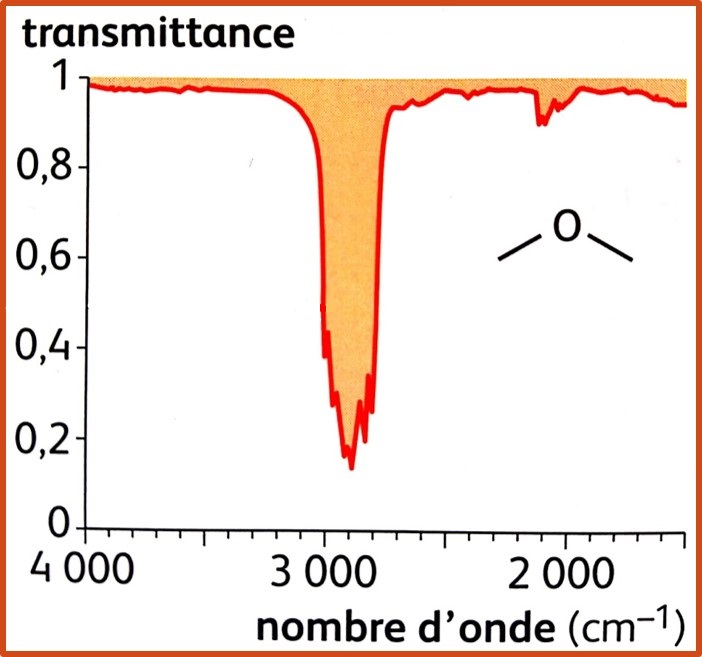 transmittance
1
0,8
0,6
O
0,4
0,2
0
4 000 3 000 2 000
nombre d'onde (cm–1)